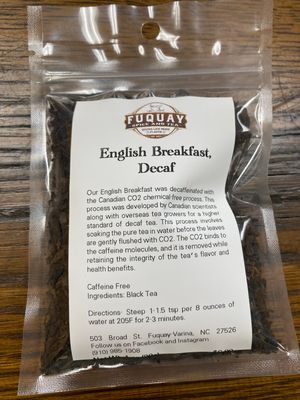 FUQUAY
SPICE AND TEA
English Breakfast,
Decaf
Our English Breakfast was decaffeinated with
the Canadian CO2 chemical-free process. This
process was developed by Canadian scientists
along with overseas tea growers for a higher
standard of decaf tea. This process involves
soaking the pure tea in water before the leaves
are gently flushed with CO2. The CO2 binds to
the caffeine molecules, and it is removed while
retaining the integrity of the tea's flavor and
health benefits.
Caffeine Free
Ingredients: Black Tea
Directions: Steep 1-1.5 tsp per 8 ounces of
water at 205F for 2-3 minutes.
503 Broad St. Fuquay-Varina, NC 27526
Follow us on Facebook and Instagram
(910) 985-1908